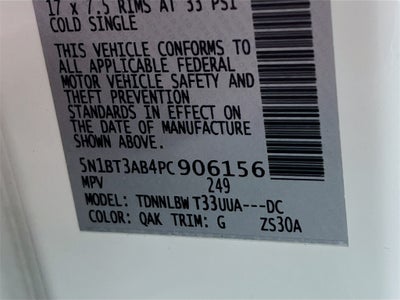 17 x 7.5 RIMS AT 33 PSI
COLD SINGLE
THIS VEHICLE CONFORMS TO
ALL APPLICABLE FEDERAL
MOTOR VEHICLE SAFETY AND
THEFT PREVENTION
STANDARDS IN EFFECT ON
THE DATE OF MANUFACTURE
SHOWN ABOVE.
5N1BT3AB4PC906156
MPV 249
MODEL: TDNNLBW T33UUA---DC
COLOR: QAK TRIM: G ZS30A